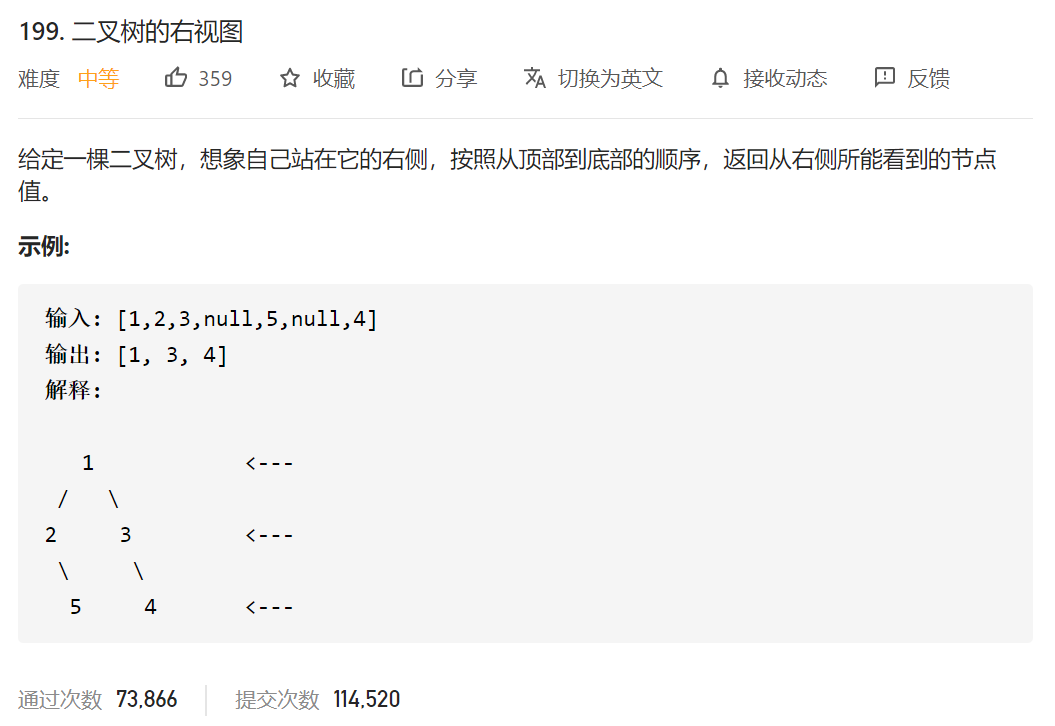 199. 二叉树的右视图
难度 中等 359 收藏 分享 切换为英文 接收动态 反馈
给定一棵二叉树，想象自己站在它的右侧，按照从顶部到底部的顺序，返回从右侧所能看到的节点
值。
示例:
输入: [1,2,3,null,5,null,4]
输出: [1, 3, 4]
解释:
   1            <---
 /   \
2     3         <---
 \     \
  5     4       <---
通过次数 73,866 提交次数 114,520